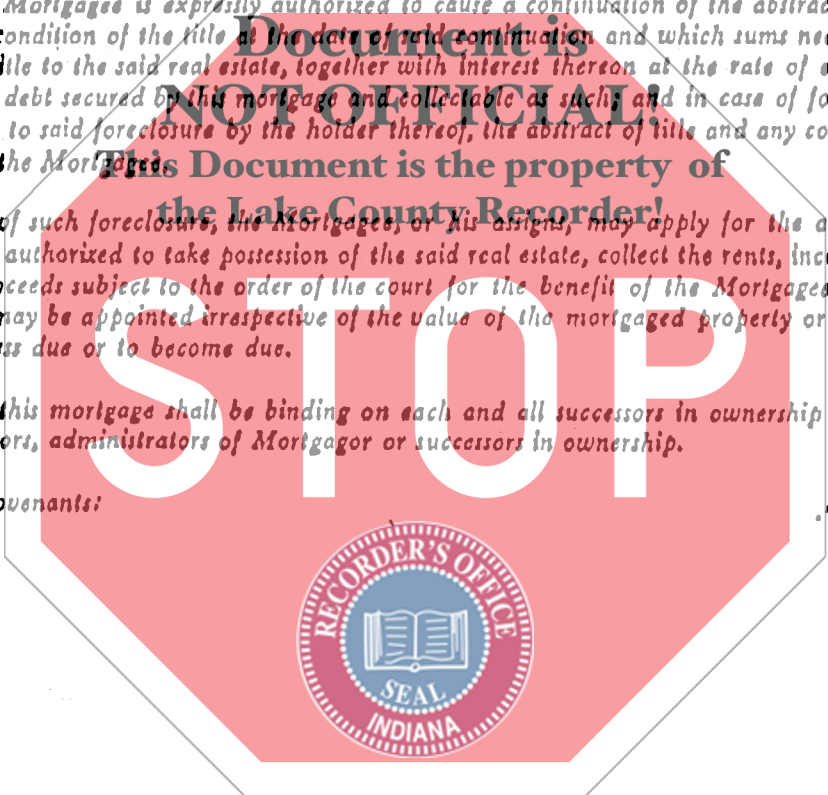 Mortgagee is expressly authorized to cause a continuation of the abstrac
Document is
ondition of the title at the date of said continuation and which sums nec
tle to the said real estate, together with interest thereon at the rate of
NOT OFFICIAL!
debt secured by this mortgage and collectable as such; and in case of fo
to said foreclosure by the holder thereof, the abstract of title and any co
the Mortgagee.
This Document is the property of
the Lake County Recorder!
of such foreclosure, the Mortgagee, or his assigns, may apply for the a
authorized to take possession of the said real estate, collect the rents, inc
ceeds subject to the order of the court for the benefit of the Mortgagee
may be appointed irrespective of the value of the mortgaged property or
ss due or to become due.
STOP
this mortgage shall be binding on each and all successors in ownership
ors, administrators of Mortgagor or successors in ownership.
ovenants:
RECORDER'S OFFICE
SEAL
INDIANA